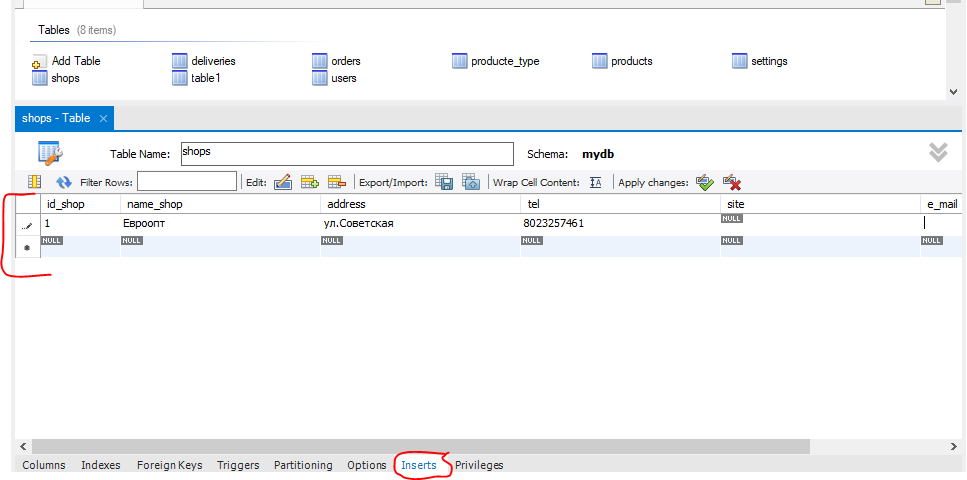 Tables (8 items)
Add Table deliveries orders producte_type products settings
shops table1 users
shops - Table ×
Table Name: shops Schema: mydb
Filter Rows: Edit: Export/Import: Wrap Cell Content: Apply changes:
id_shop name_shop address tel site e_mail
1 Евроопт ул.Советская 8023257461 NULL
NULL NULL NULL NULL NULL NULL
Columns Indexes Foreign Keys Triggers Partitioning Options Inserts Privileges